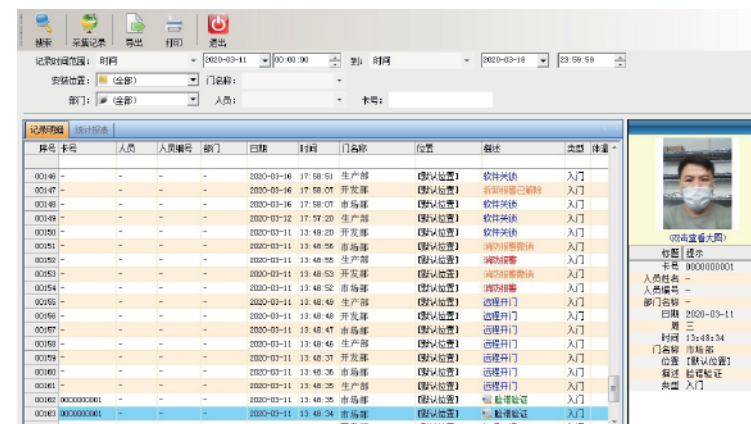 搜索 采集记录 导出 打印 退出
记录时间范围: 时间 2020-03-11 00:00:00 到: 时间 2020-03-18 23:59:59
安装位置: (全部) 门名称:
部门: (全部) 人员: 卡号:
记录明细 统计报表
序号 卡号 人员 人员编号 部门 日期 时间 门名称 位置 描述 类型 体温
00146 - - - - 2020-03-16 17:58:51 生产部 [默认位置] 软件关锁 入门
00147 - - - - 2020-03-16 17:58:07 开发部 [默认位置] 拆卸报警已解除 入门
00148 - - - - 2020-03-16 17:58:07 市场部 [默认位置] 软件关锁 入门
00149 - - - - 2020-03-12 17:57:20 生产部 [默认位置] 软件关锁 入门
00150 - - - - 2020-03-11 13:49:20 开发部 [默认位置] 软件关锁 入门
00151 - - - - 2020-03-11 13:48:56 市场部 [默认位置] 消防报警撤销 入门
00152 - - - - 2020-03-11 13:48:55 生产部 [默认位置] 消防报警 入门
00153 - - - - 2020-03-11 13:48:53 开发部 [默认位置] 消防报警撤销 入门
00154 - - - - 2020-03-11 13:48:52 市场部 [默认位置] 消防报警 入门
00155 - - - - 2020-03-11 13:48:49 生产部 [默认位置] 远程开门 入门
00156 - - - - 2020-03-11 13:48:48 开发部 [默认位置] 远程开门 入门
00157 - - - - 2020-03-11 13:48:47 市场部 [默认位置] 远程开门 入门
00158 - - - - 2020-03-11 13:48:46 生产部 [默认位置] 远程开门 入门
00159 - - - - 2020-03-11 13:48:37 开发部 [默认位置] 远程开门 入门
00160 - - - - 2020-03-11 13:48:36 市场部 [默认位置] 远程开门 入门
00161 - - - - 2020-03-11 13:48:35 生产部 [默认位置] 远程开门 入门
00162 0000000001 - - - 2020-03-11 13:48:35 市场部 [默认位置] 脸谱验证 入门
00163 0000000001 - - - 2020-03-11 13:48:34 市场部 [默认位置] 脸谱验证 入门
(双击查看大图)
标题 提示
卡号 0000000001
人员姓名 -
人员编号 -
部门名称 -
日期 2020-03-11
周 三
时间 13:48:34
门名称 市场部
位置 [默认位置]
描述 脸谱验证
类型 入门